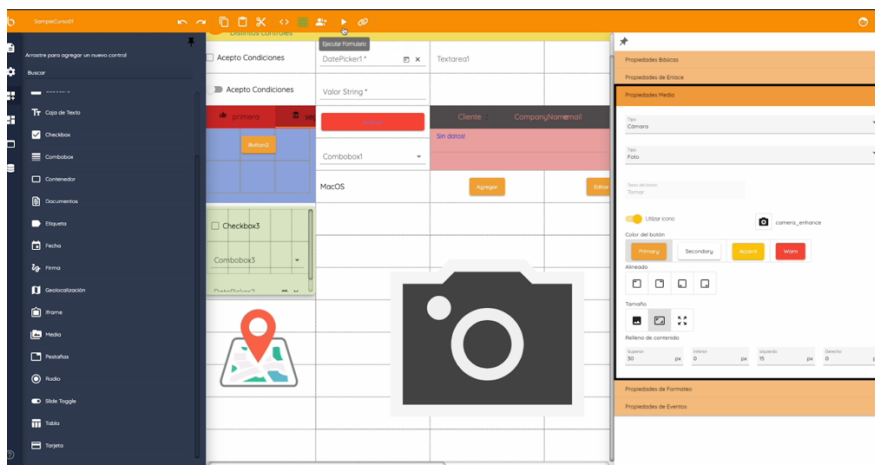 SampleCurso01
Distintos Controles
Ejecutar Formulario
Arrastre para agregar un nuevo control
Buscar
Tr Caja de Texto
Checkbox
Combobox
Contenedor
Documentos
Etiqueta
Fecha
Firma
Geolocalización
Iframe
Media
Pestañas
Radio
Slide Toggle
Tabla
Tarjeta
Acepto Condiciones
DatePicker1 *
Textarea1
Acepto Condiciones
Valor String *
primera
seg
Cliente
CompanyName
email
Button2
Sin datos!
Combobox1
MacOS
Agregar
Editar
Checkbox3
Combobox3
DatePicker2
Propiedades Básicas
Propiedades de Enlace
Propiedades Media
Tipo
Cámara
Tipo
Foto
Texto del botón
Tomar
Utilizar icono
camera_enhance
Color del botón
Primary
Secondary
Accent
Warn
Alineado
Tamaño
Relleno de contenido
Superior
30 px
Inferior
0 px
Izquierdo
15 px
Derecho
0 p
Propiedades de Formateo
Propiedades de Eventos